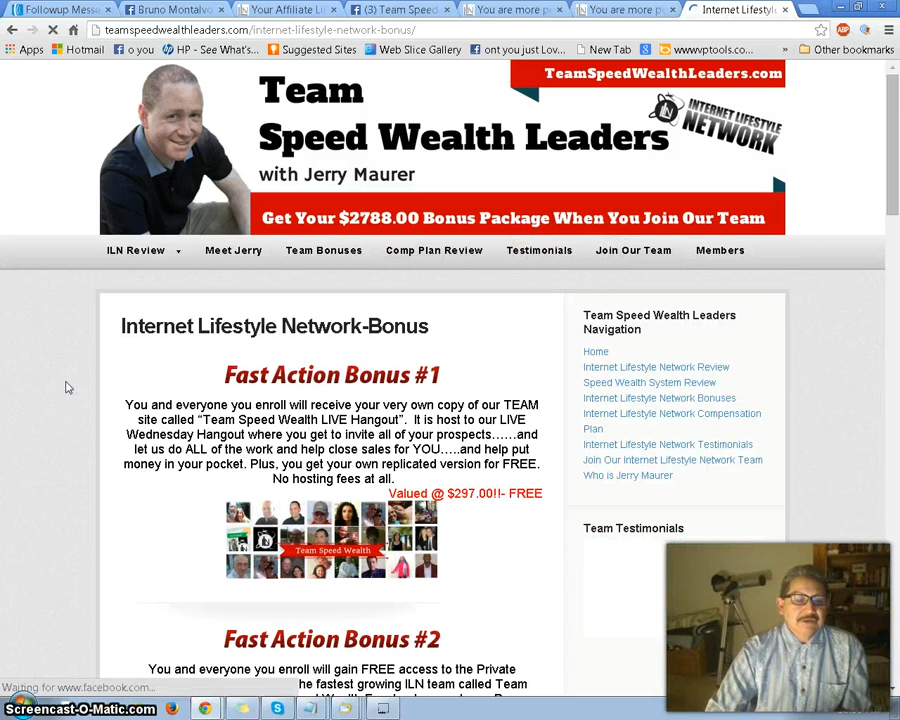 Followup Messages
Bruno Montalvo
Your Affiliate Li
(3) Team Speed
You are more p
You are more p
Internet Lifestyle
teamspeedwealthleaders.com/internet-lifestyle-network-bonus/
Apps
Hotmail
o you
HP - See What's...
Suggested Sites
Web Slice Gallery
ont you just Lov...
New Tab
wwwvptools.co...
»
Other bookmarks
TeamSpeedWealthLeaders.com
Team
Speed Wealth Leaders
with Jerry Maurer
INTERNET LIFESTYLE
NETWORK
Get Your $2788.00 Bonus Package When You Join Our Team
ILN Review
Meet Jerry
Team Bonuses
Comp Plan Review
Testimonials
Join Our Team
Members
Internet Lifestyle Network-Bonus
Fast Action Bonus #1
You and everyone you enroll will receive your very own copy of our TEAM
site called “Team Speed Wealth LIVE Hangout”. It is host to our LIVE
Wednesday Hangout where you get to invite all of your prospects……and
let us do ALL of the work and help close sales for YOU…..and help put
money in your pocket. Plus, you get your own replicated version for FREE.
No hosting fees at all.
Valued @ $297.00!!- FREE
Team Speed Wealth
Fast Action Bonus #2
You and everyone you enroll will gain FREE access to the Private
he fastest growing ILN team called Team
Team Speed Wealth Leaders
Navigation
Home
Internet Lifestyle Network Review
Speed Wealth System Review
Internet Lifestyle Network Bonuses
Internet Lifestyle Network Compensation
Plan
Internet Lifestyle Network Testimonials
Join Our Internet Lifestyle Network Team
Who is Jerry Maurer
Team Testimonials
Waiting for www.facebook.com...
Screencast-O-Matic.com